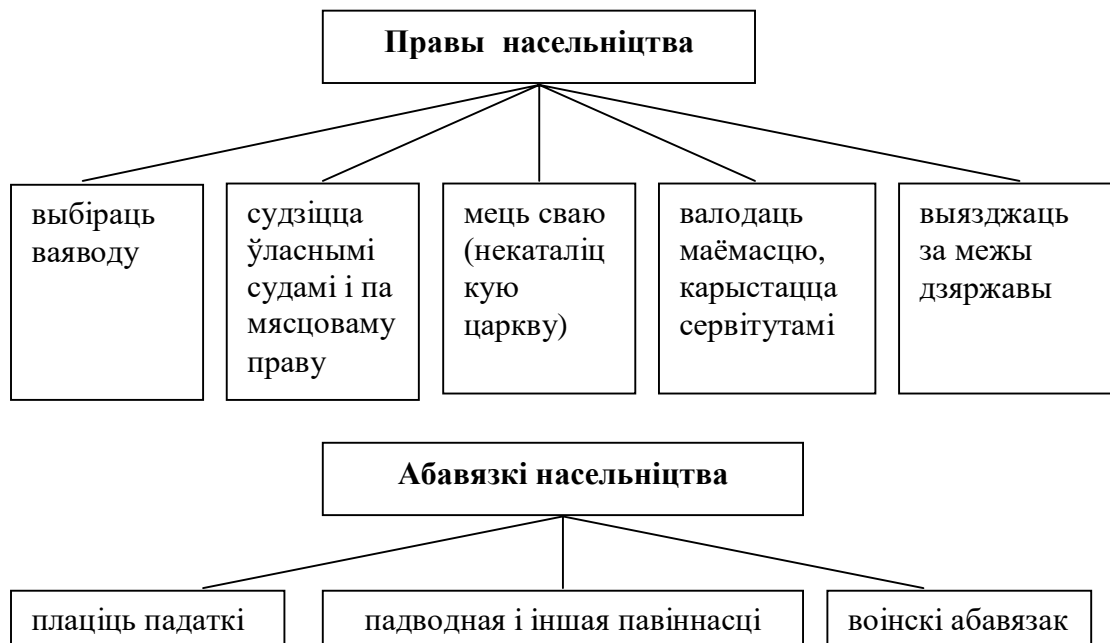 Правы насельніцтва
выбіраць
ваяводу
судзіцца
ўласнымі
судамі і па
мясцоваму
праву
мець сваю
(некаталіц
кую
царкву)
валодаць
маёмасцю,
карыстацца
сервітутамі
выязджаць
за межы
дзяржавы
Абавязкі насельніцтва
плаціць падаткі
падводная і іншая павіннасці
воінскі абавязак